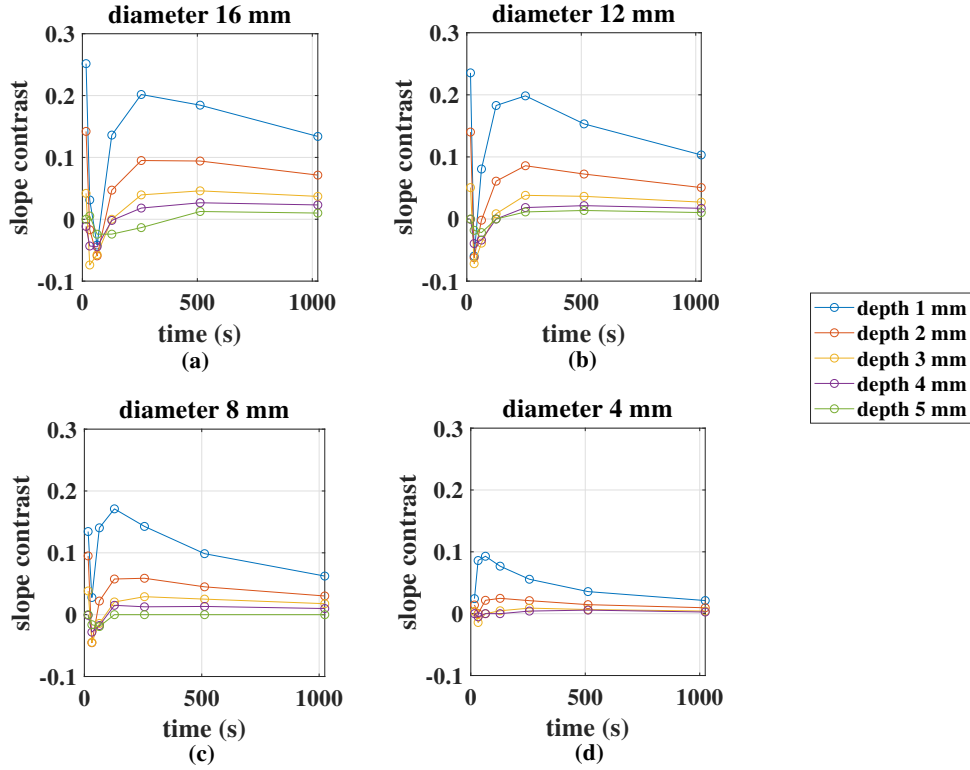 diameter 16 mm
0.3
0.2
0.1
0
-0.1
slope contrast
0
500
1000
time (s)
(a)
diameter 12 mm
0.3
0.2
0.1
0
-0.1
slope contrast
0
500
1000
time (s)
(b)
depth 1 mm
depth 2 mm
depth 3 mm
depth 4 mm
depth 5 mm
diameter 8 mm
0.3
0.2
0.1
0
-0.1
slope contrast
0
500
1000
time (s)
(c)
diameter 4 mm
0.3
0.2
0.1
0
-0.1
slope contrast
0
500
1000
time (s)
(d)